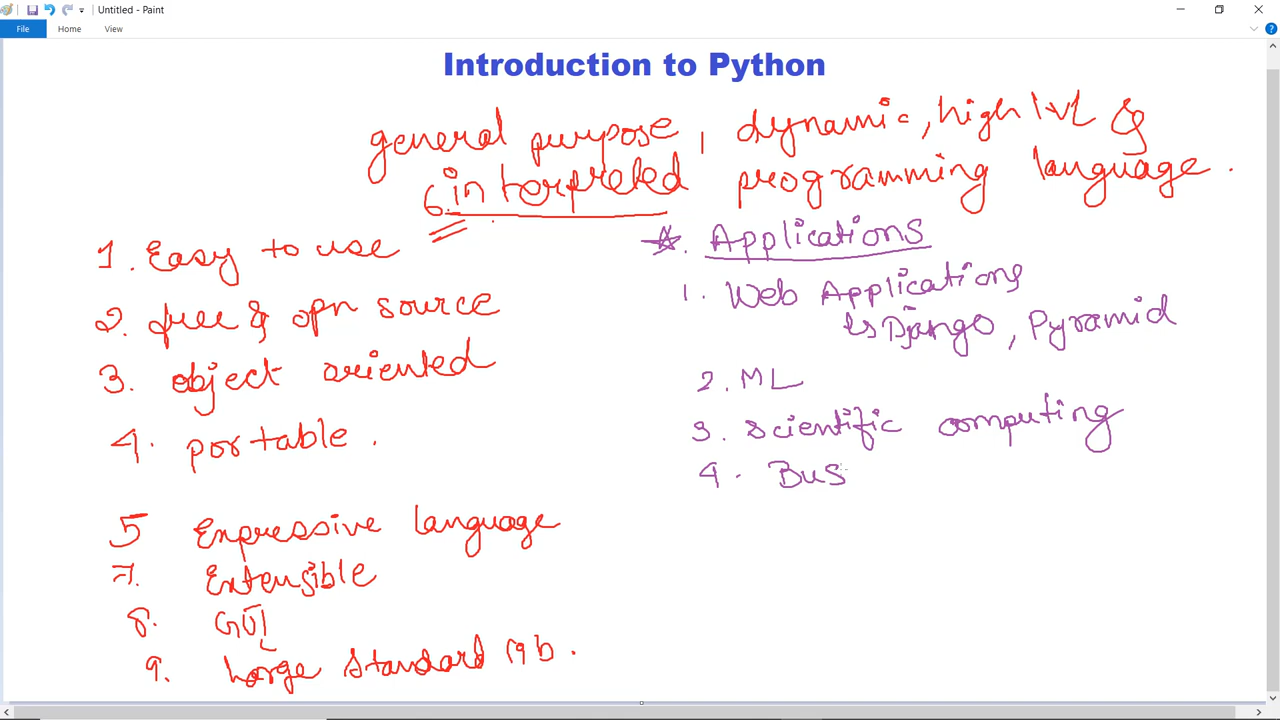 Untitled - Paint
File Home View
Introduction to Python
general purpose, dynamic, high lvl &
6. interpreted programming language.
1. Easy to use
2. free & opn source
3. object oriented
4. portable.
5 Expressive language
7. Extensible
8. GUI
9. Large standard lib.
Applications
1. Web Applications
Django, Pyramid
2. ML
3. scientific computing
4. Bus